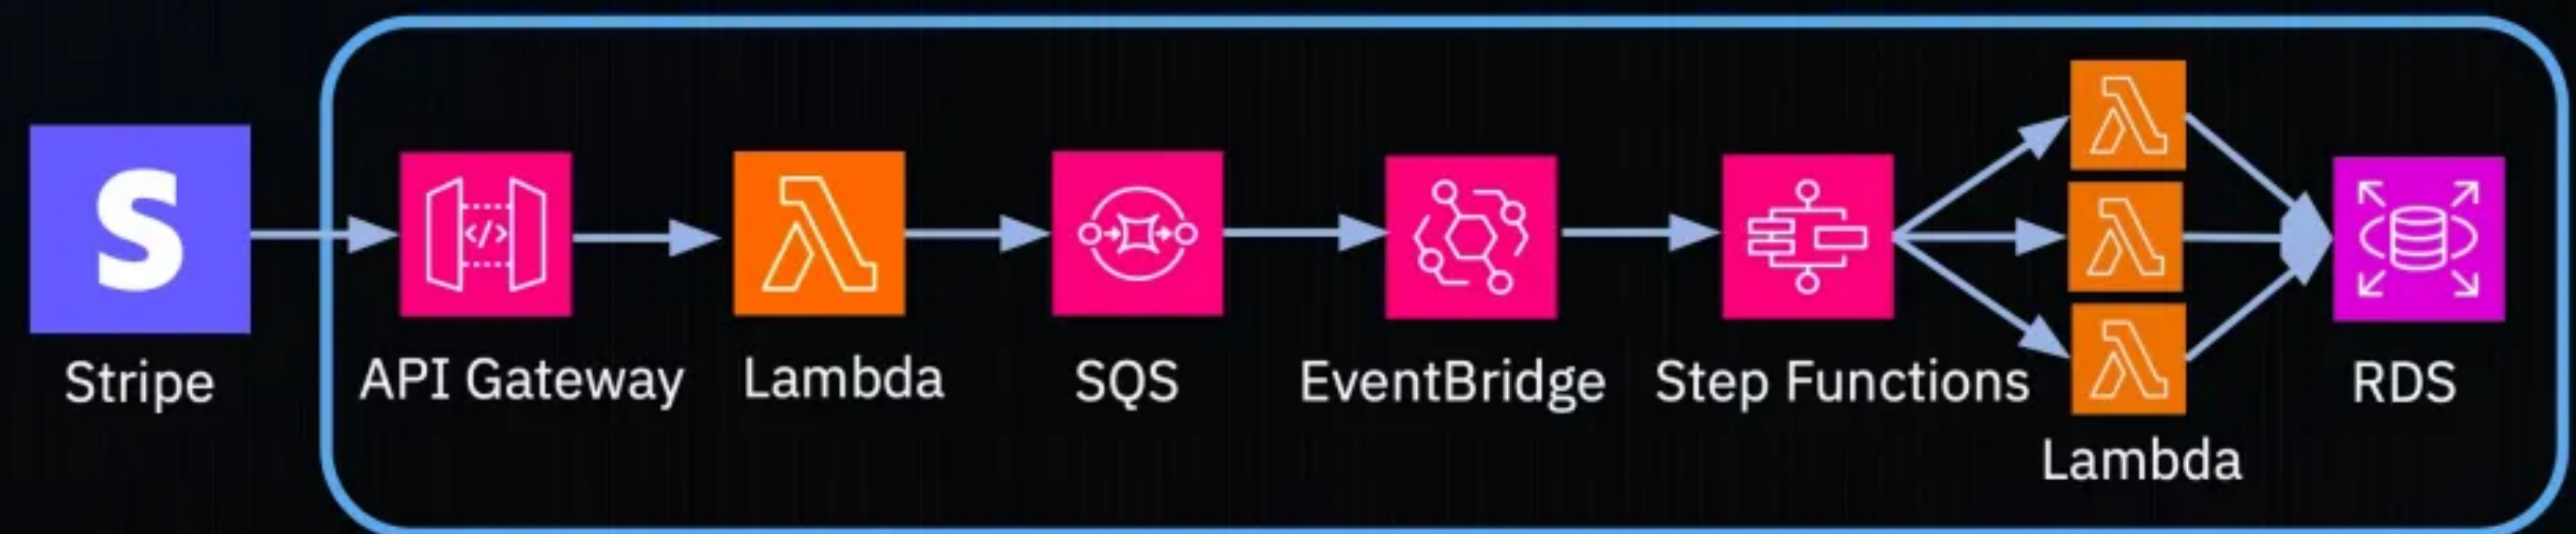 S
Stripe
</>
API Gateway
Lambda
SQS
EventBridge
Step Functions
Lambda
RDS